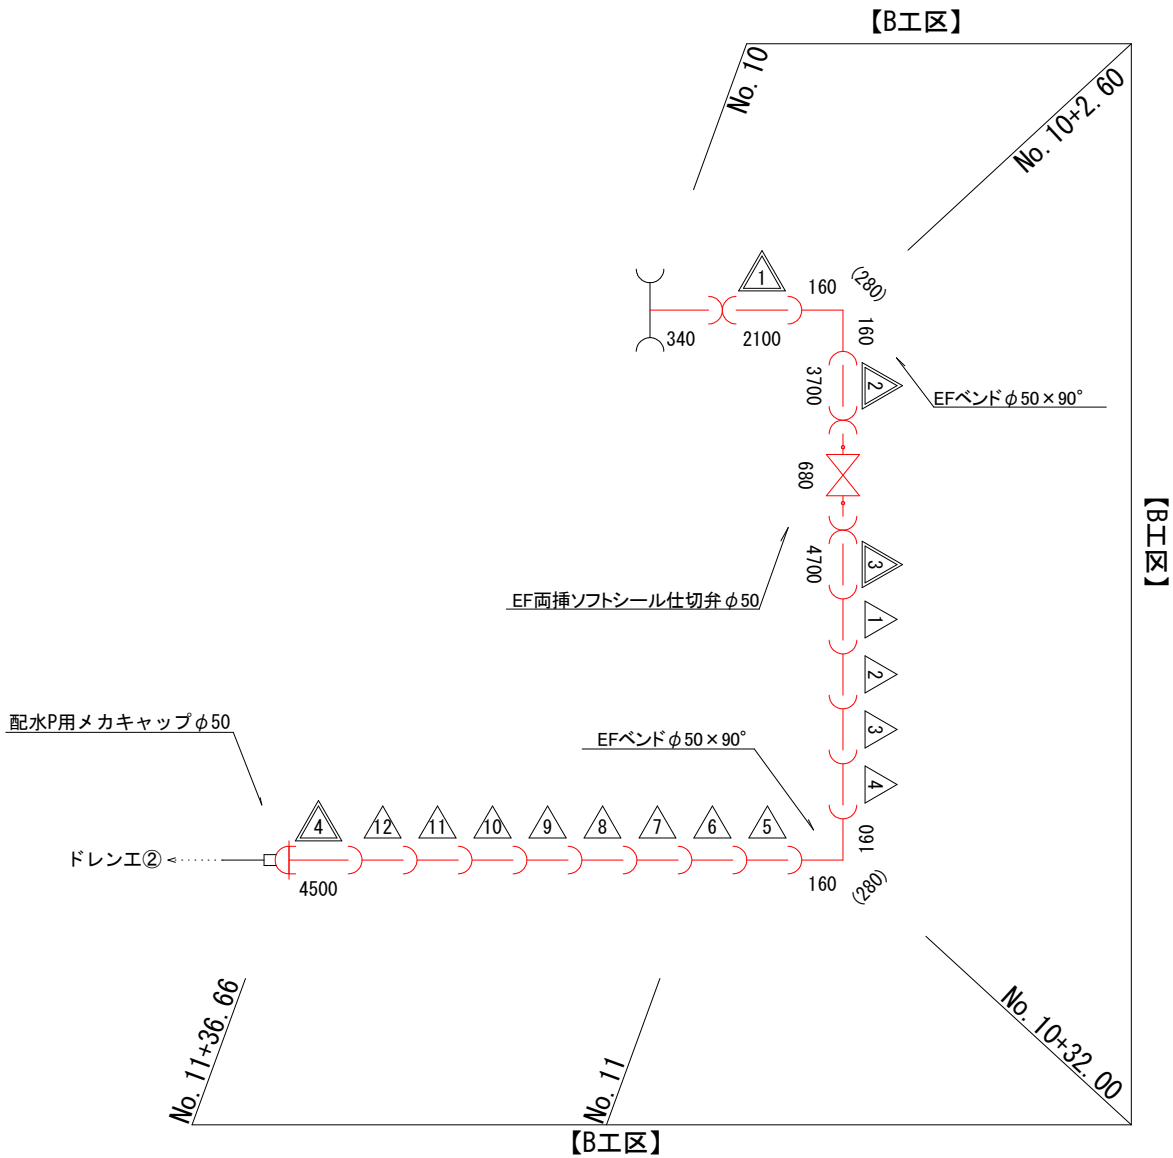 【B工区】
No. 10
No. 10+2. 60
1
160
(280)
340
2100
160
3700
2
EFベンドφ50×90°
680
【B工区】
4700
3
EF両挿ソフトシール仕切弁φ50
1
2
配水P用メカキャップφ50
3
EFベンドφ50×90°
4
4
12
11
10
9
8
7
6
5
160
ドレン工②
4500
160
(280)
No. 11+36. 66
No. 11
No. 10+32. 00
【B工区】